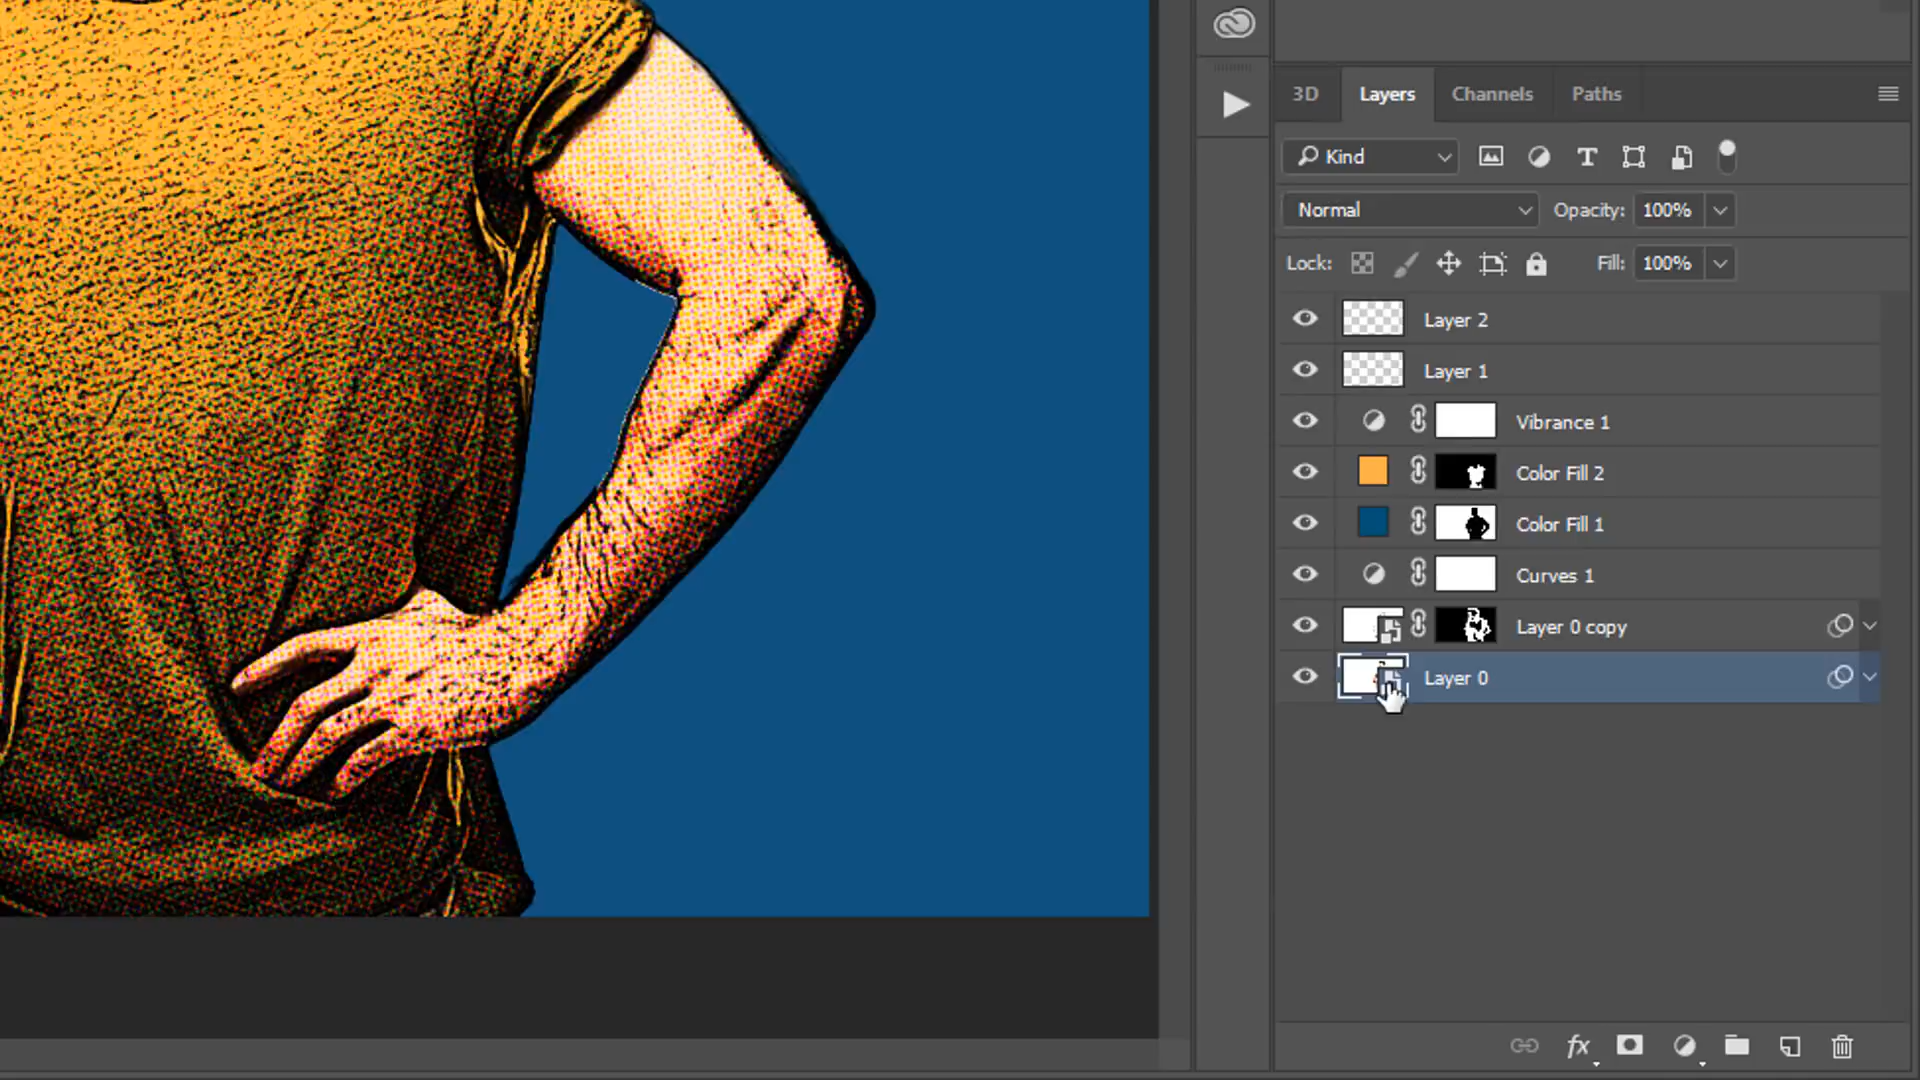 3D Layers Channels Paths
Kind
Normal Opacity: 100%
Lock: Fill: 100%
Layer 2
Layer 1
Vibrance 1
Color Fill 2
Color Fill 1
Curves 1
Layer 0 copy
Layer 0
fx